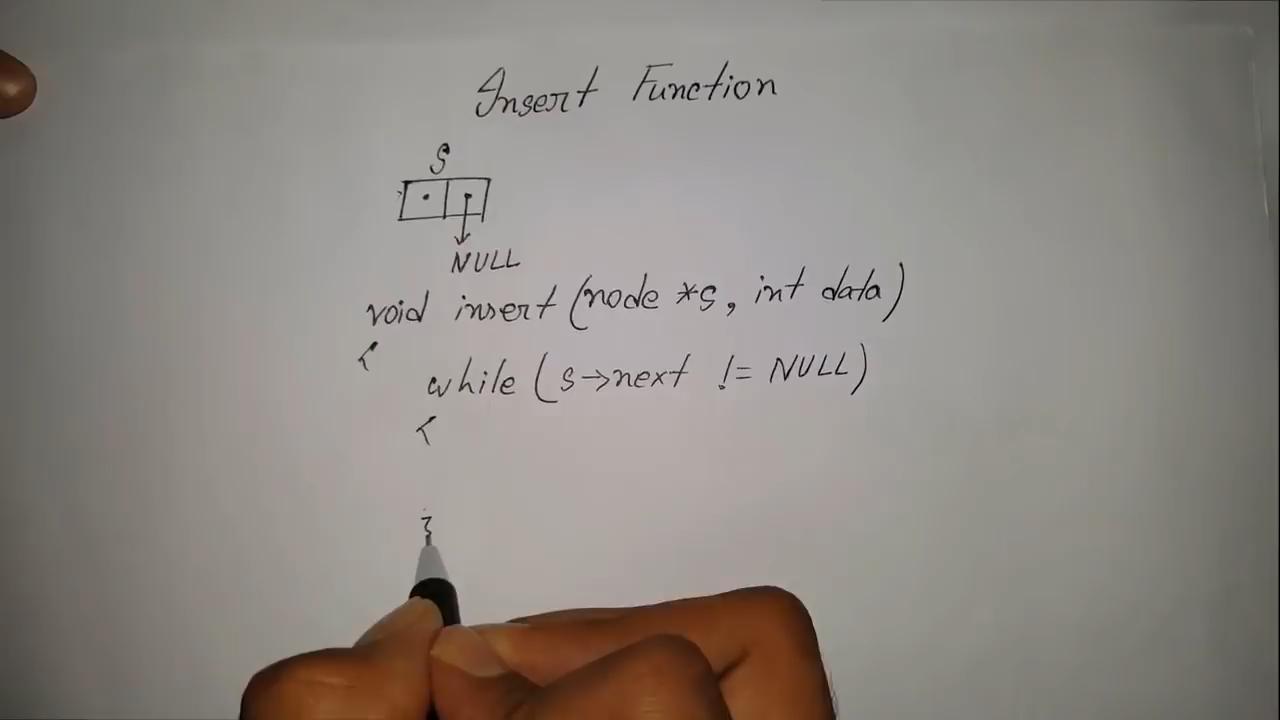 Insert Function
S
NULL
void insert (node *s, int data)
{
while (s->next != NULL)
{
}